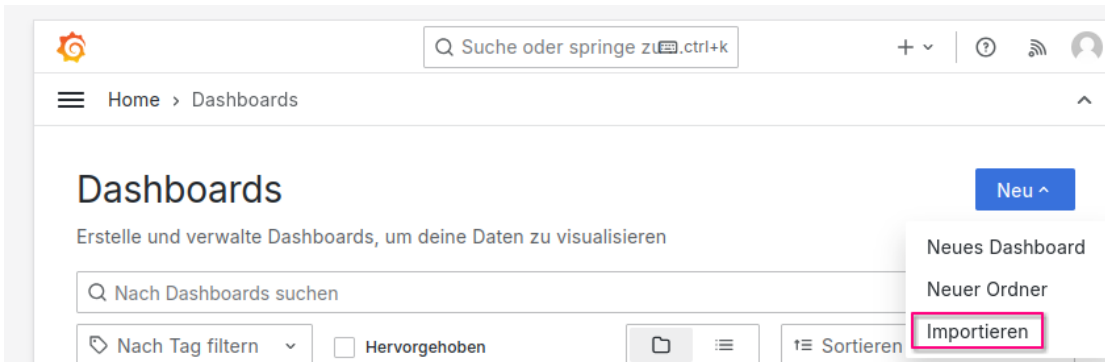 Suche oder springe zu .ctrl+k
Home › Dashboards
Dashboards
Neu
Erstelle und verwalte Dashboards, um deine Daten zu visualisieren
Neues Dashboard
Nach Dashboards suchen
Neuer Ordner
Importieren
Nach Tag filtern
Hervorgehoben
Sortieren